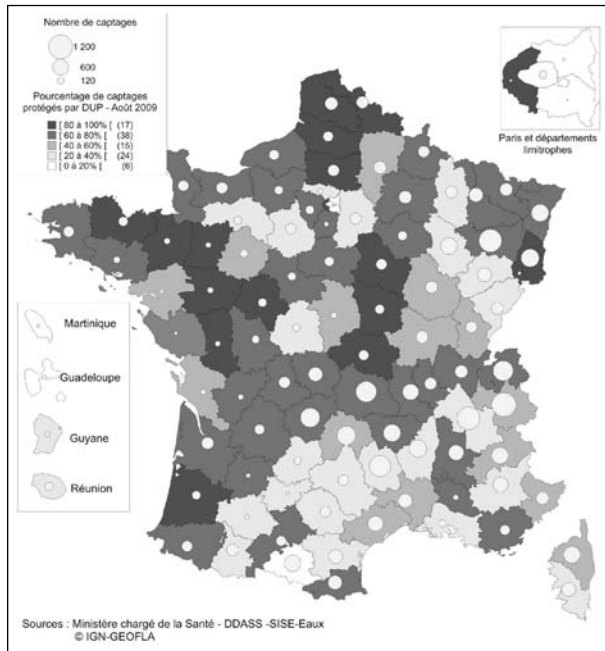 Nombre de captages
1 200
600
120
Pourcentage de captages
protégés par DUP - Août 2009
[ 80 à 100% [ (17)
[ 60 à 80% [ (38)
[ 40 à 60% [ (15)
[ 20 à 40% [ (24)
[ 0 à 20% [ (6)
Paris et départements
limitrophes
Martinique
Guadeloupe
Guyane
Réunion
Sources : Ministère chargé de la Santé - DDASS -SISE-Eaux
© IGN-GEOFLA